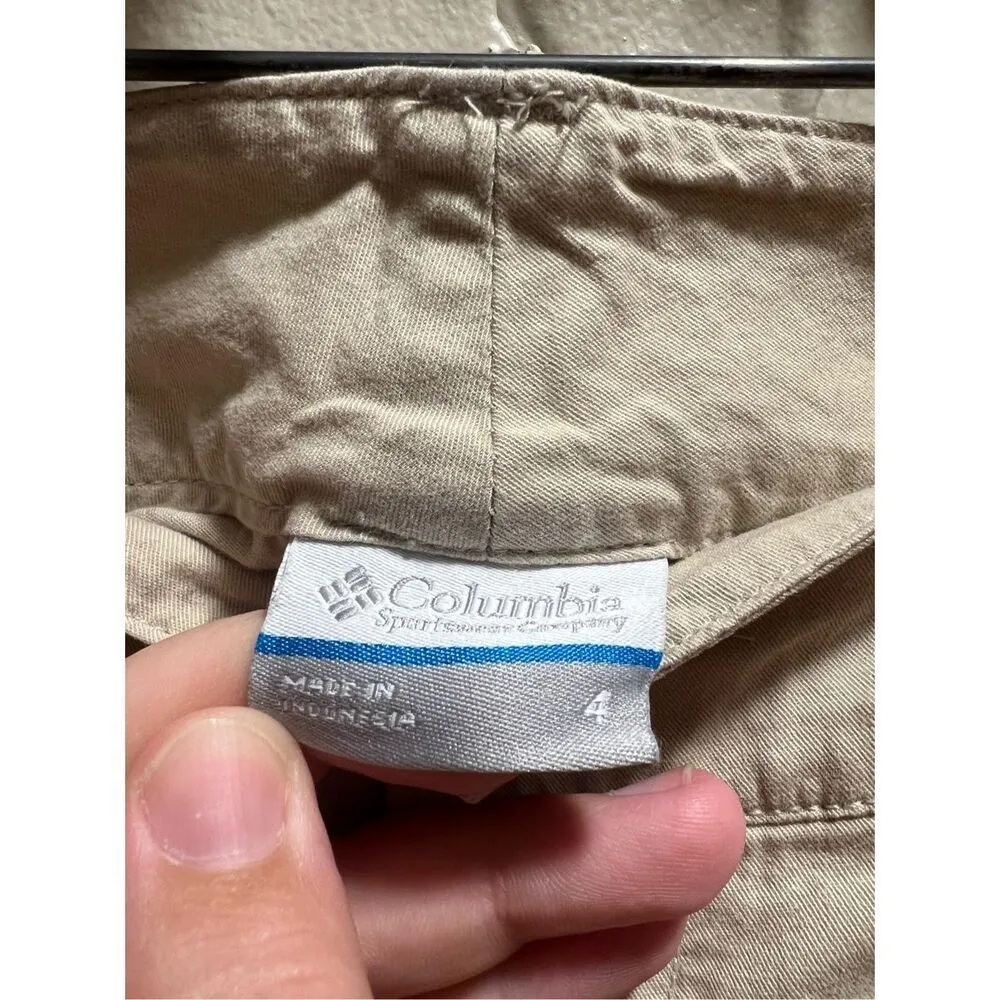 Columbia
Sportswear Company
MADE IN
INDONESIA
4